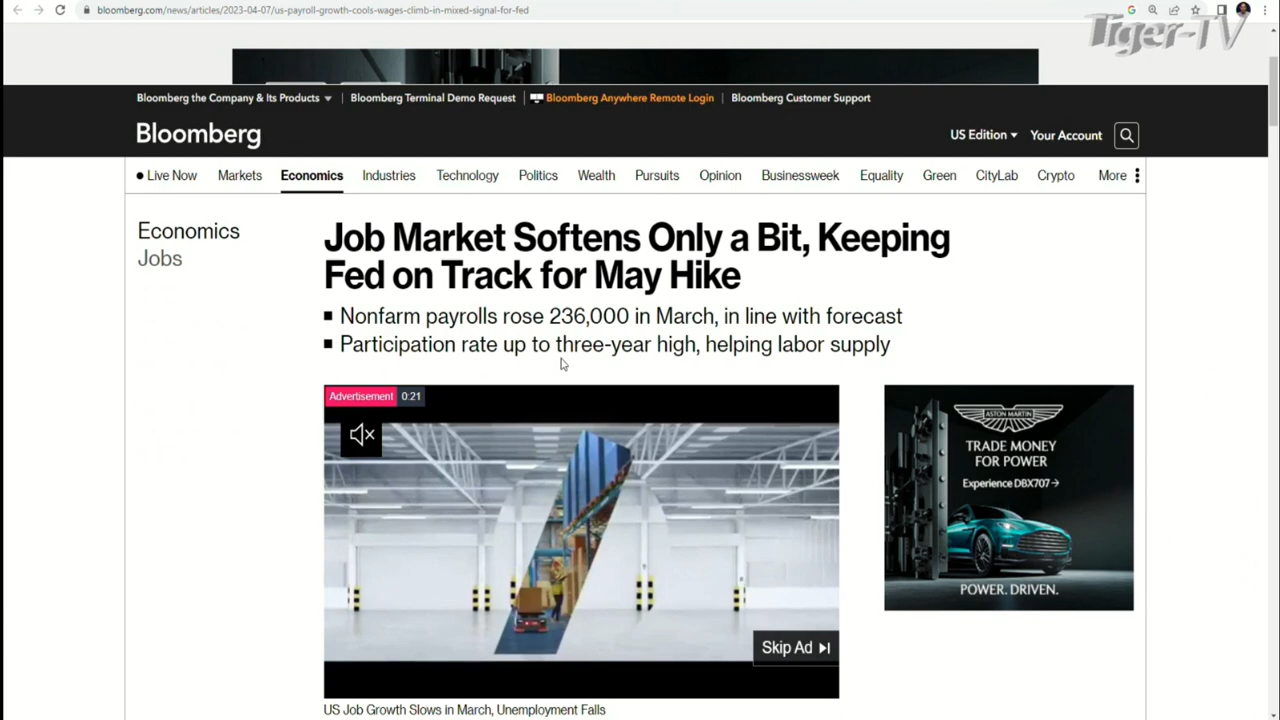 bloomberg.com/news/articles/2023-04-07/us-payroll-growth-cools-wages-climb-in-mixed-signal-for-fed
Tiger-TV
Bloomberg the Company & Its Products
Bloomberg Terminal Demo Request
Bloomberg Anywhere Remote Login
Bloomberg Customer Support
Bloomberg
US Edition
Your Account
Live Now
Markets
Economics
Industries
Technology
Politics
Wealth
Pursuits
Opinion
Businessweek
Equality
Green
CityLab
Crypto
More
Economics
Jobs
Job Market Softens Only a Bit, Keeping
Fed on Track for May Hike
Nonfarm payrolls rose 236,000 in March, in line with forecast
Participation rate up to three-year high, helping labor supply
Advertisement 0:21
Skip Ad
US Job Growth Slows in March, Unemployment Falls
ASTON MARTIN
TRADE MONEY
FOR POWER
Experience DBX707
POWER. DRIVEN.